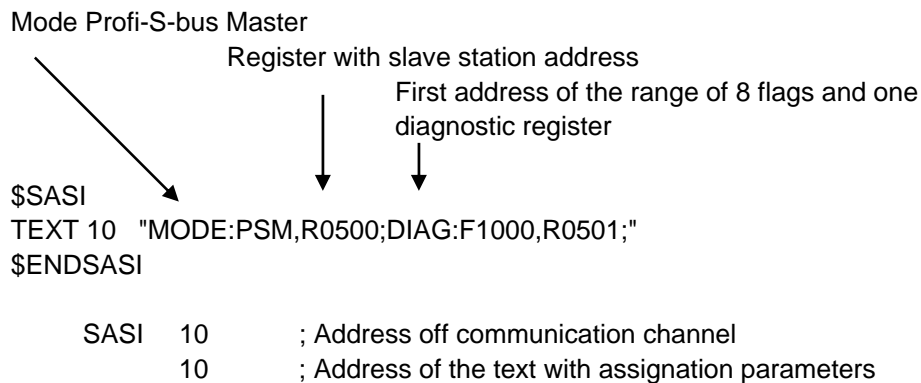 Mode Profi-S-bus Master
Register with slave station address
First address of the range of 8 flags and one
diagnostic register
$SASI
TEXT 10 "MODE:PSM,R0500;DIAG:F1000,R0501;"
$ENDSASI
SASI 10 ; Address off communication channel
10 ; Address of the text with assignation parameters